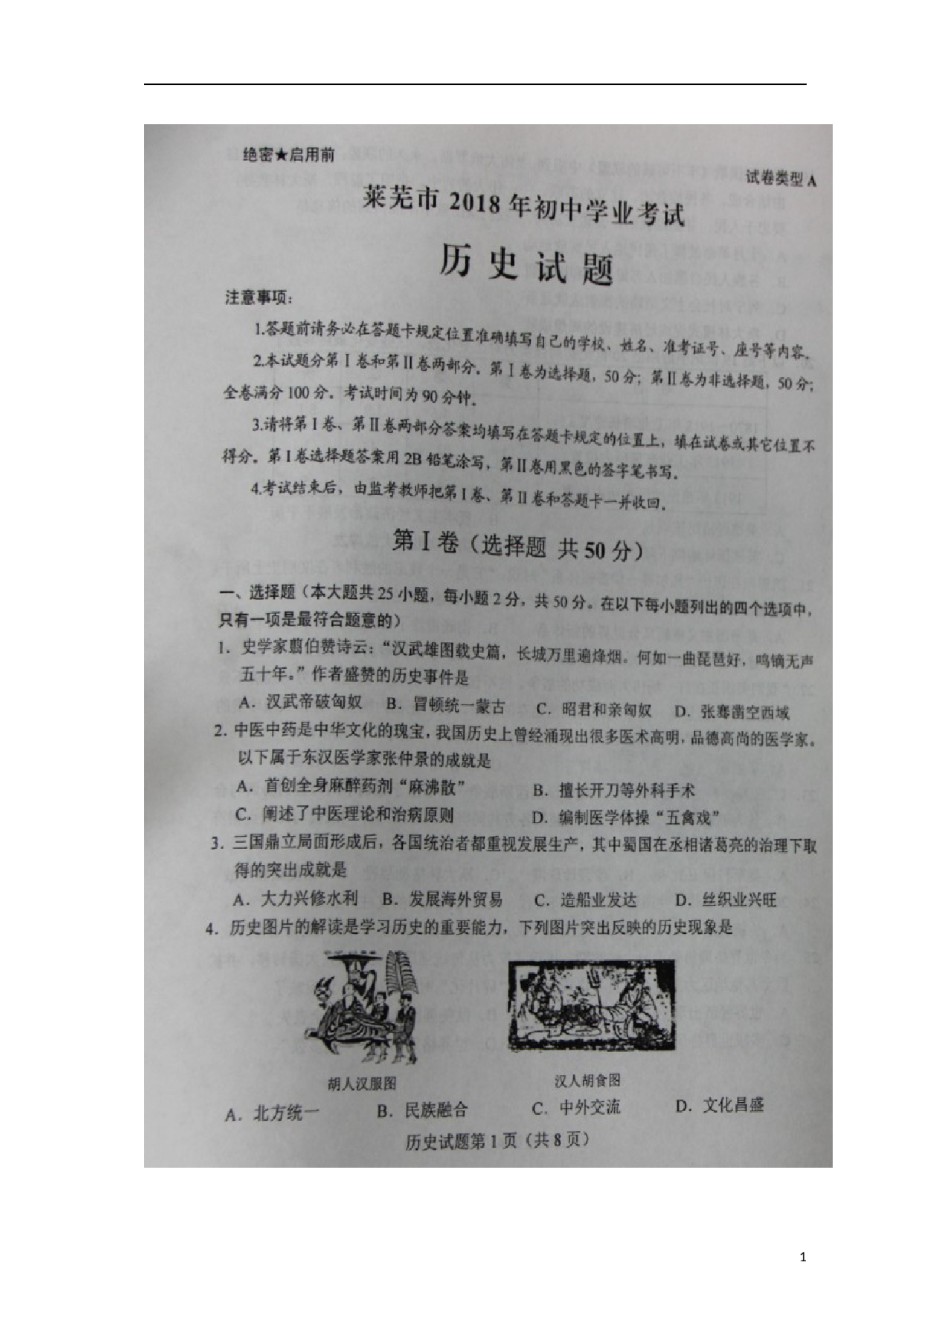 绝密★启用前
试卷类型 A
莱芜市 2018 年初中学业考试
历史试题
注意事项:
1.答题前请务必在答题卡规定位置准确填写自己的学校、姓名、准考证号、座号等内容。
2.本试题分第Ⅰ卷和第Ⅱ卷两部分。第Ⅰ卷为选择题，50 分；第Ⅱ卷为非选择题，50 分；
全卷满分 100 分。考试时间为 90 分钟。
3.请将第Ⅰ卷、第Ⅱ卷两部分答案均填写在答题卡规定的位置上，填在试卷或其它位置不
得分。第Ⅰ卷选择题答案用 2B 铅笔涂写，第Ⅱ卷用黑色的签字笔书写。
4.考试结束后，由监考教师把第Ⅰ卷、第Ⅱ卷和答题卡一并收回。
第Ⅰ卷（选择题 共 50 分）
一、选择题（本大题共 25 小题，每小题 2 分，共 50 分。在以下每小题列出的四个选项中，
只有一项是最符合题意的）
1．史学家翦伯赞诗云：“汉武雄图载史篇，长城万里遍烽烟。何如一曲琵琶好，鸣镝无声
五十年。”作者盛赞的历史事件是
A．汉武帝破匈奴 B．冒顿统一蒙古 C．昭君和亲匈奴 D．张骞凿空西域
2．中医中药是中华文化的瑰宝，我国历史上曾经涌现出很多医术高明，品德高尚的医学家。
以下属于东汉医学家张仲景的成就是
A．首创全身麻醉药剂“麻沸散” B．擅长开刀等外科手术
C．阐述了中医理论和治病原则 D．编制医学体操“五禽戏”
3．三国鼎立局面形成后，各国统治者都重视发展生产，其中蜀国在丞相诸葛亮的治理下取
得的突出成就是
A．大力兴修水利 B．发展海外贸易 C．造船业发达 D．丝织业兴旺
4．历史图片的解读是学习历史的重要能力，下列图片突出反映的历史现象是
胡人汉服图 汉人胡食图
A．北方统一 B．民族融合 C．中外交流 D．文化昌盛
历史试题第 1 页（共 8 页）
1